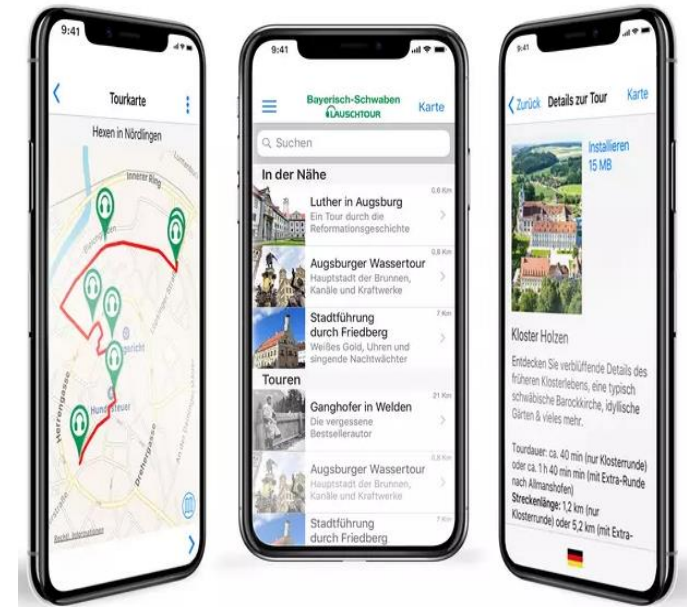 9:41
Tourkarte
Hexen in Nördlingen
Innerer Ring
Herrengasse
Drehergasse
Rechtl. Informationen
9:41
Bayerisch-Schwaben
LAUSCHTOUR
Karte
Suchen
In der Nähe
0,6 Km
Luther in Augsburg
Ein Tour durch die
Reformationsgeschichte
0,8 Km
Augsburger Wassertour
Hauptstadt der Brunnen,
Kanäle und Kraftwerke
7 Km
Stadtführung
durch Friedberg
Weißes Gold, Uhren und
singende Nachtwächter
Touren
21 Km
Ganghofer in Welden
Die vergessene
Bestsellerautor
0,8 Km
Augsburger Wassertour
Hauptstadt der Brunnen,
Kanäle und Kraftwerke
7 Km
Stadtführung
durch Friedberg
9:41
Zurück Details zur Tour Karte
Installieren
15 MB
Kloster Holzen
Entdecken Sie verblüffende Details des
früheren Klosterlebens, eine typisch
schwäbische Barockkirche, idyllische
Gärten & vieles mehr.
Tourdauer: ca. 40 min (nur Klosterrunde)
oder ca. 1 h 40 min min (mit Extra-Runde
nach Allmanshofen)
Streckenlänge: 1,2 km (nur
Klosterrunde) oder 5,2 km (mit Extra-